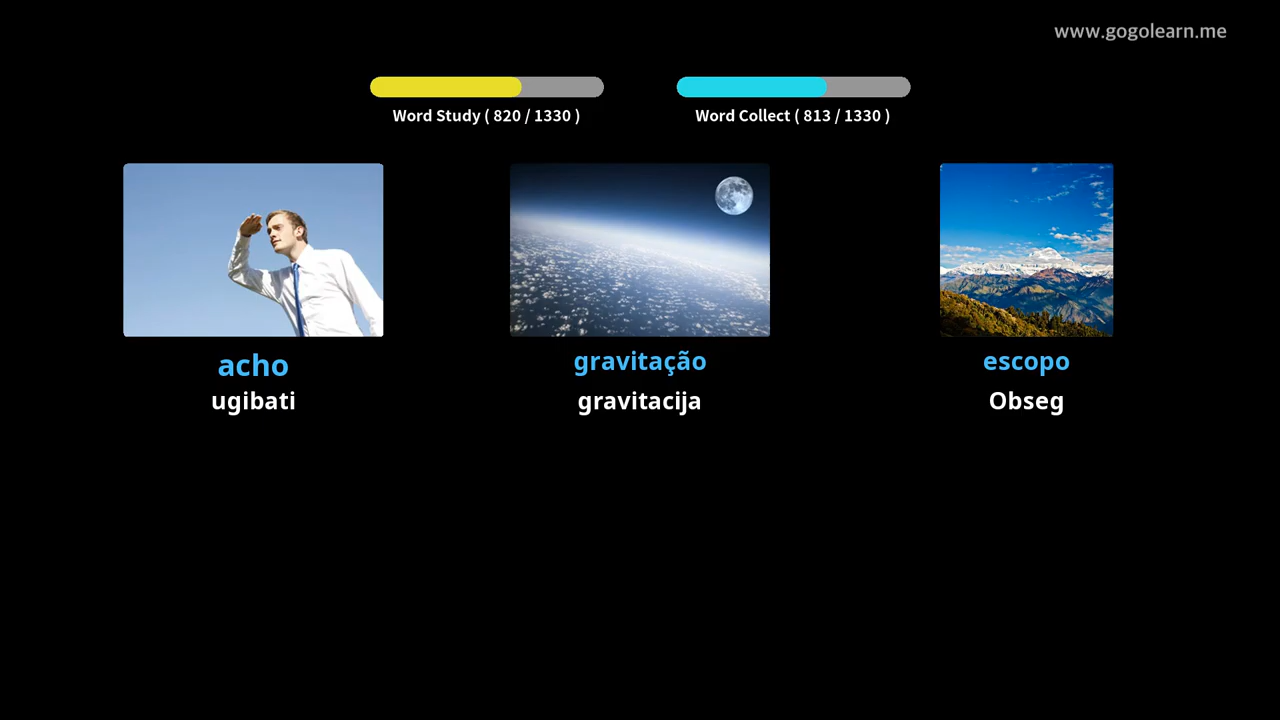 www.gogolearn.me
Word Study ( 820 / 1330 )
Word Collect ( 813 / 1330 )
acho
ugibati
gravitação
gravitacija
escopo
Obseg